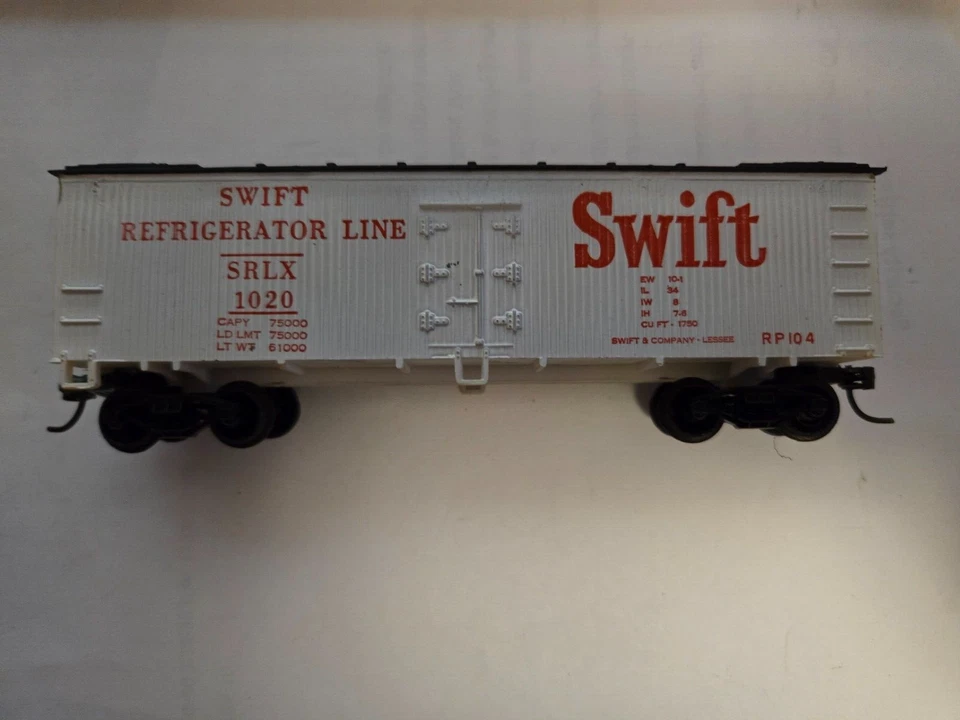 SWIFT
REFRIGERATOR LINE
SRLX
1020
CAPY 75000
LD LMT 75000
LT WT 61000
Swift
EW 10-1
IL 34
IW 8
IH 7-6
CU FT - 1750
SWIFT & COMPANY - LESSEE
RP104